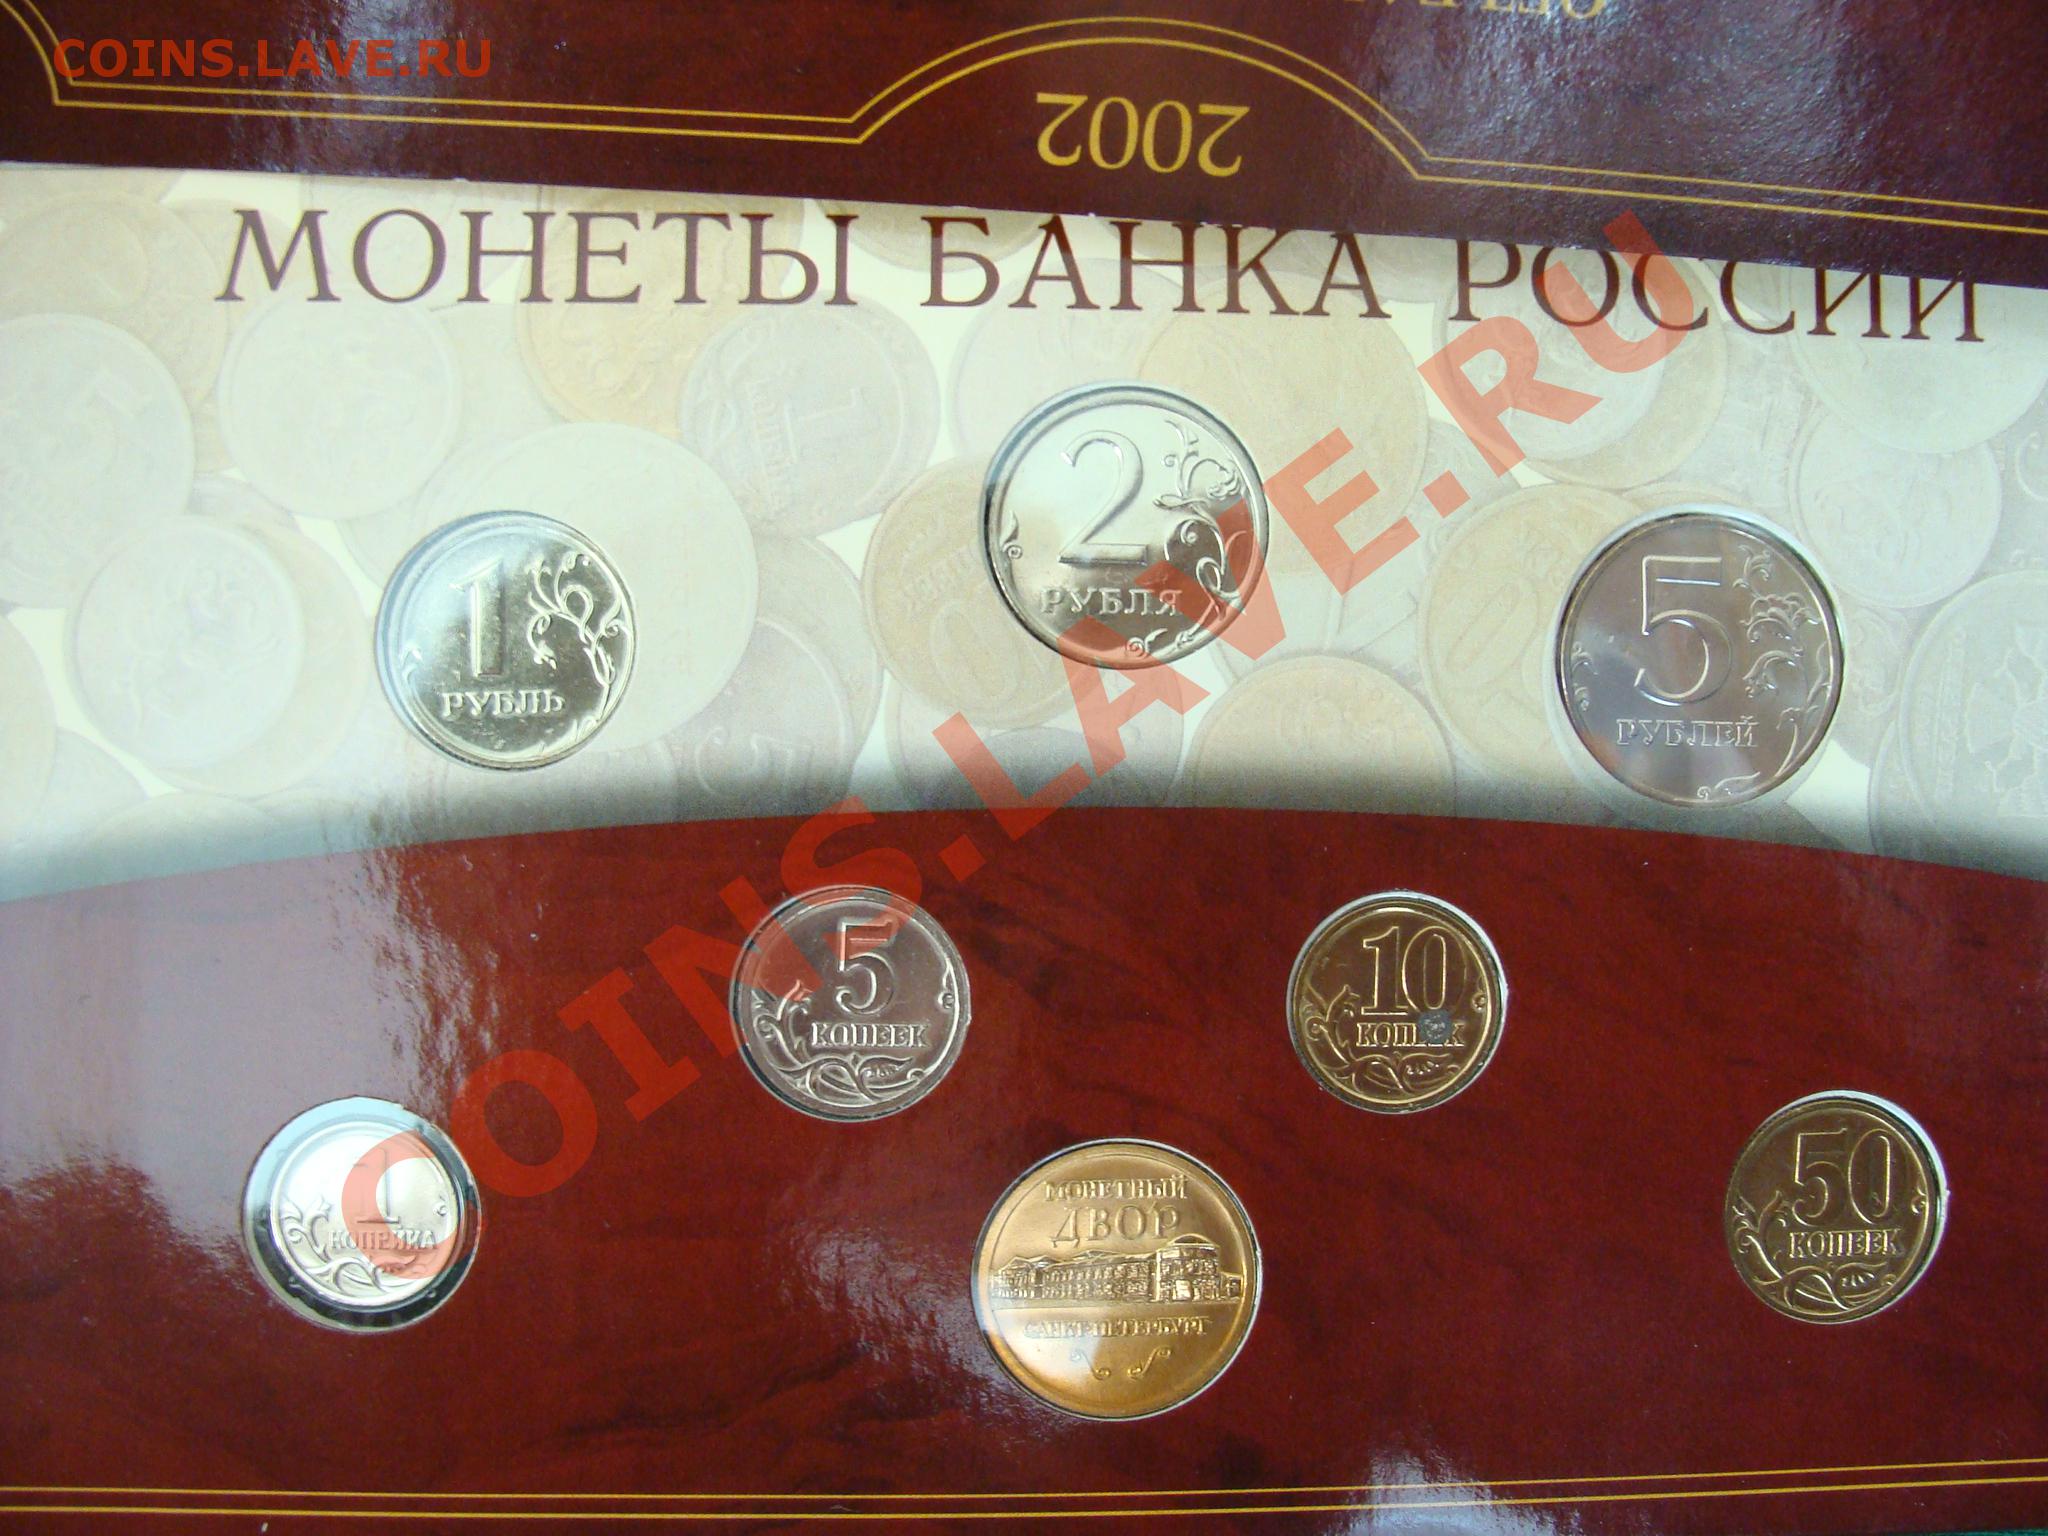 COINS.LAVE.RU
2002
МОНЕТЫ БАНКА РОССИИ
1
РУБЛЬ
2
РУБЛЯ
5
РУБЛЕЙ
COINS.LAVE.RU
5
КОПЕЕК
10
КОПЕЕК
1
КОПЕЙКА
МОНЕТНЫЙ
ДВОР
САНКТ-ПЕТЕРБУРГ
50
КОПЕЕК